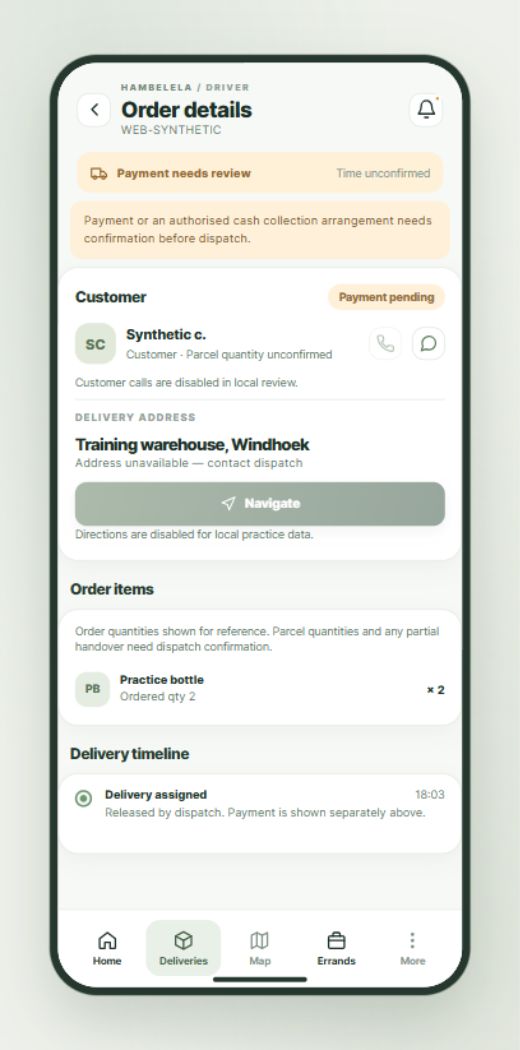 HAMBELELA / DRIVER
Order details
WEB-SYNTHETIC
Payment needs review
Time unconfirmed
Payment or an authorised cash collection arrangement needs
confirmation before dispatch.
Customer
Payment pending
SC
Synthetic c.
Customer · Parcel quantity unconfirmed
Customer calls are disabled in local review.
DELIVERY ADDRESS
Training warehouse, Windhoek
Address unavailable — contact dispatch
Navigate
Directions are disabled for local practice data.
Order items
Order quantities shown for reference. Parcel quantities and any partial
handover need dispatch confirmation.
PB
Practice bottle
Ordered qty 2
× 2
Delivery timeline
Delivery assigned
18:03
Released by dispatch. Payment is shown separately above.
Home
Deliveries
Map
Errands
More